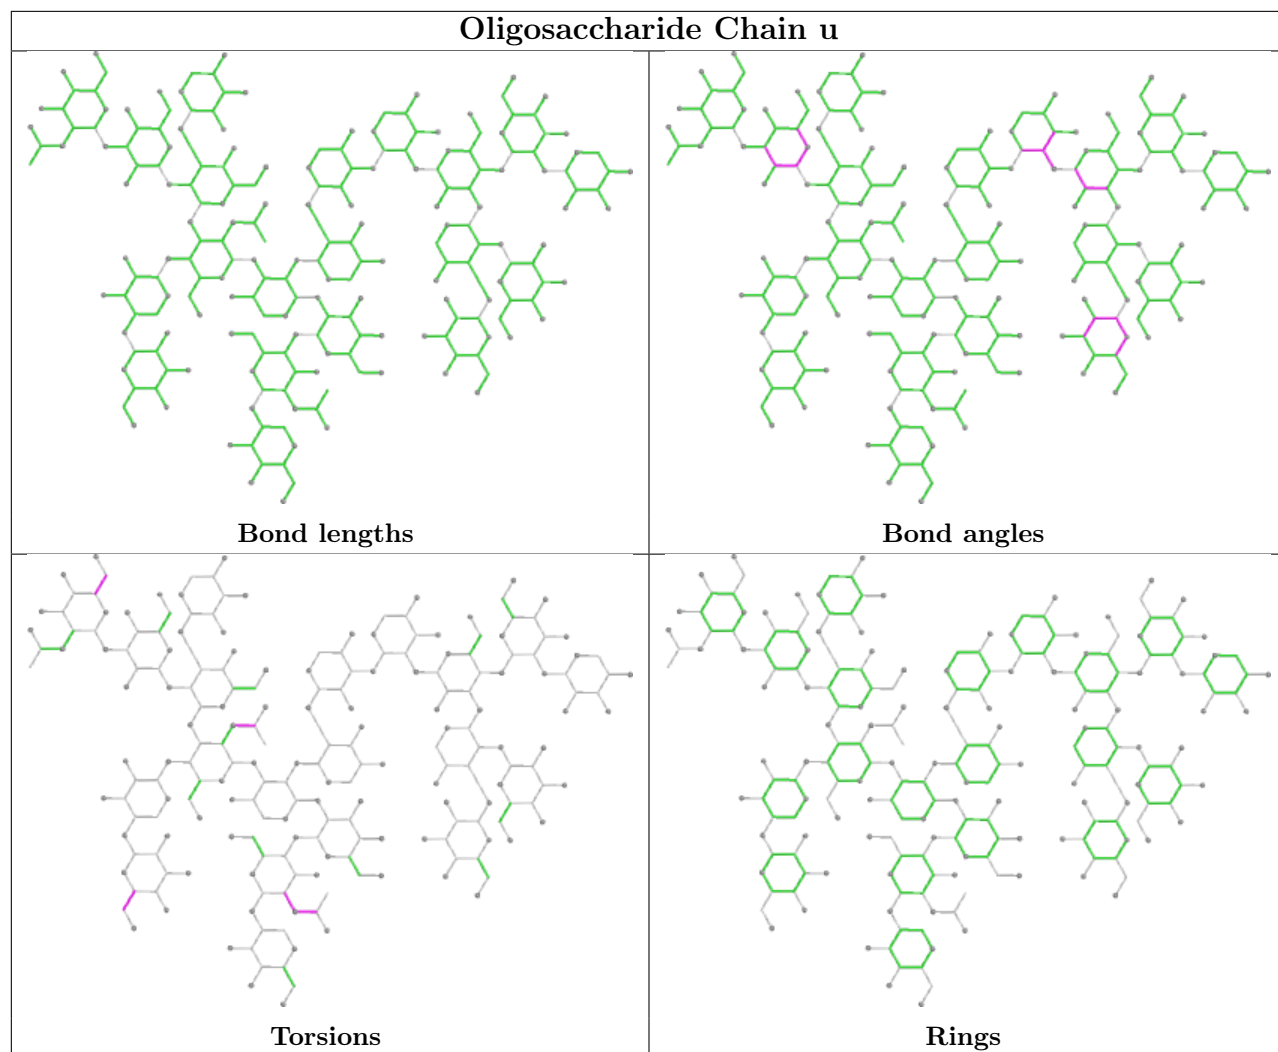 Oligosaccharide Chain u
Bond lengths
Bond angles
Torsions
Rings